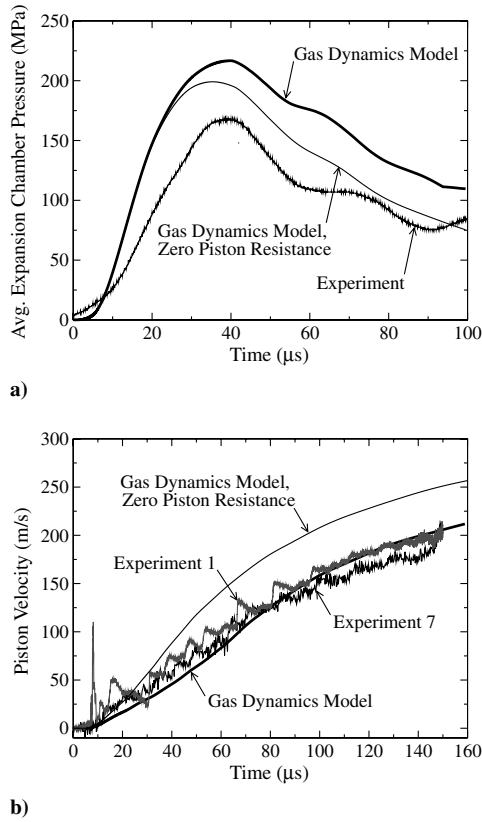 250
200
150
100
50
0
Avg. Expansion Chamber Pressure (MPa)
Gas Dynamics Model
Gas Dynamics Model,
Zero Piston Resistance
Experiment
0 20 40 60 80 100
Time (μs)
a)
300
250
200
150
100
50
0
Piston Velocity (m/s)
Gas Dynamics Model,
Zero Piston Resistance
Experiment 1
Experiment 7
Gas Dynamics Model
0 20 40 60 80 100 120 140 160
Time (μs)
b)